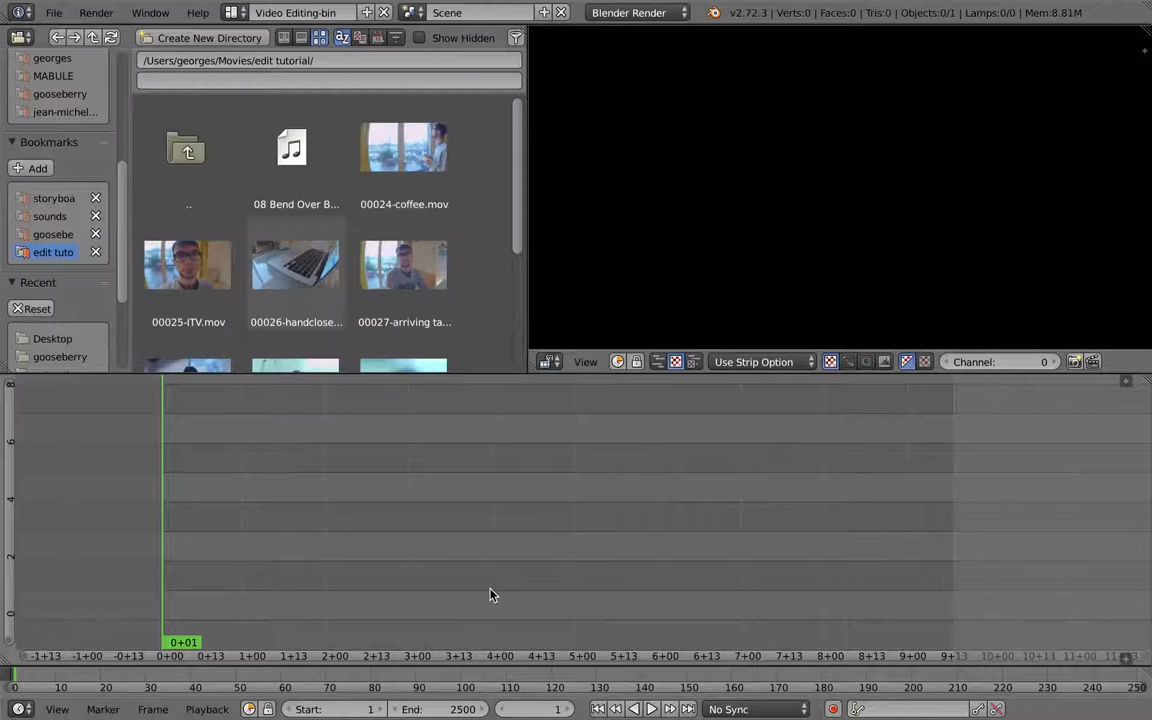 File Render Window Help Video Editing-bin Scene Blender Render v2.72.3 | Verts:0 | Faces:0 | Tris:0 | Objects:0/1 | Lamps:0/0 | Mem:8.81M
Create New Directory Show Hidden
/Users/georges/Movies/edit tutorial/
georges
MABULE
gooseberry
jean-michel...
Bookmarks
Add
storyboa
sounds
goosebe
edit tuto
Recent
Reset
Desktop
gooseberry
.. 08 Bend Over B... 00024-coffee.mov
00025-ITV.mov 00026-handclose... 00027-arriving ta...
View Use Strip Option Channel: 0
8
6
4
2
0
0+01
-1+13 -1+00 -0+13 0+00 0+13 1+00 1+13 2+00 2+13 3+00 3+13 4+00 4+13 5+00 5+13 6+00 6+13 7+00 7+13 8+00 8+13 9+00 9+13 10+00 10+13 11+00
0 10 20 30 40 50 60 70 80 90 100 110 120 130 140 150 160 170 180 190 200 210 220 230 240 250
View Marker Frame Playback Start: 1 End: 2500 1 No Sync